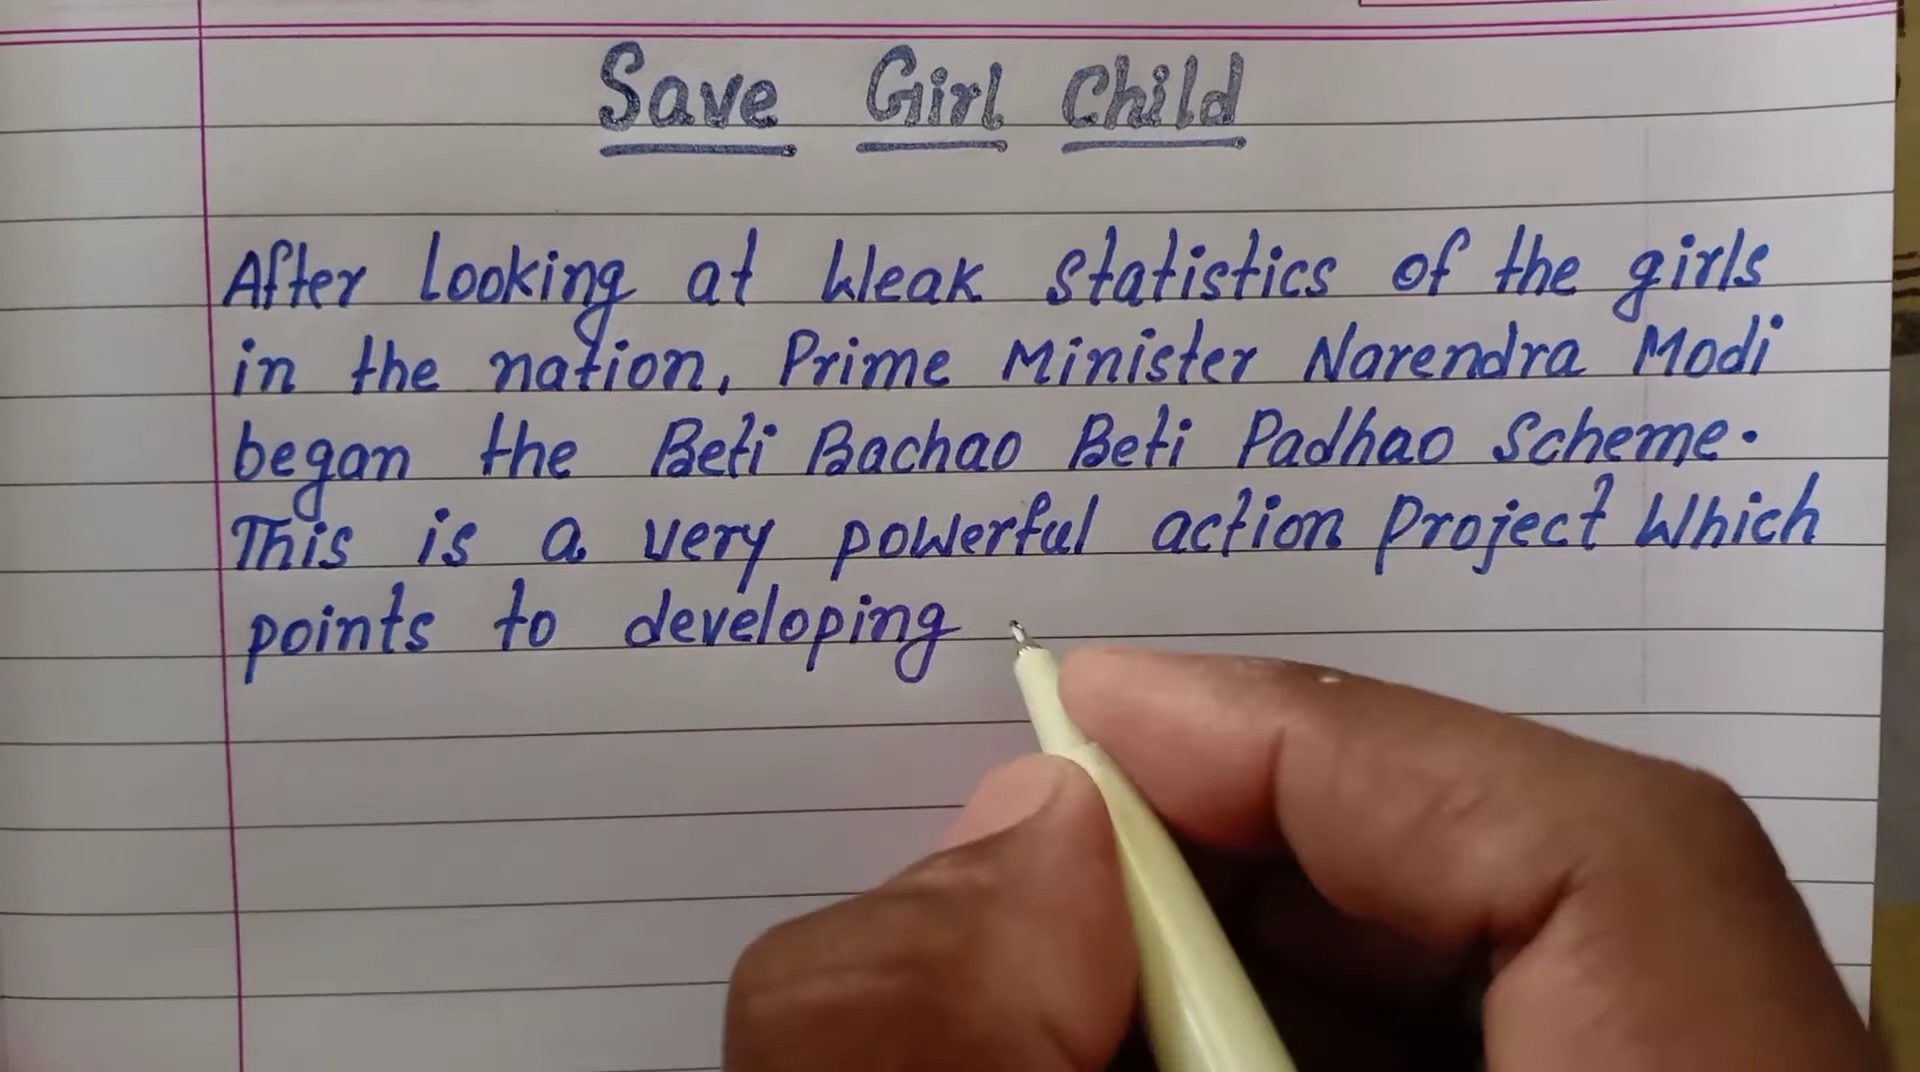 Save Girl Child
After looking at Weak Statistics of the girls
in the nation, Prime Minister Narendra Modi
began the Beti Bachao Beti Padhao Scheme.
This is a very powerful action Project Which
points to developing